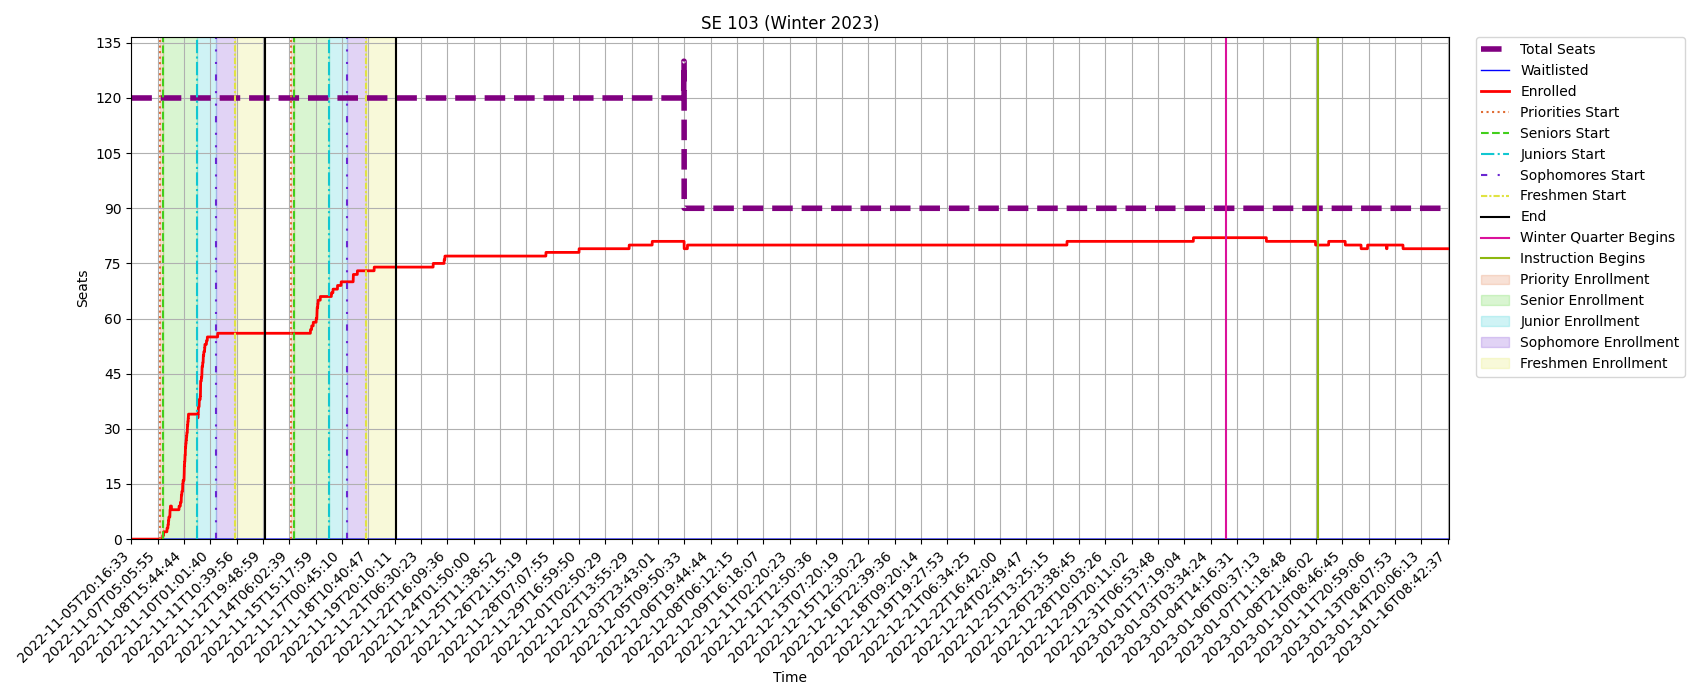 SE 103 (Winter 2023)
135
120
105
90
75
60
45
30
15
0
Seats
2022-11-05T20:16:33
2022-11-07T05:05:55
2022-11-08T15:44:44
2022-11-10T01:01:40
2022-11-11T10:39:56
2022-11-12T19:48:59
2022-11-14T06:02:39
2022-11-15T15:17:59
2022-11-17T00:45:10
2022-11-18T10:40:47
2022-11-19T20:10:11
2022-11-21T06:30:23
2022-11-22T16:09:36
2022-11-24T01:50:00
2022-11-25T11:38:52
2022-11-26T21:15:19
2022-11-28T07:07:55
2022-11-29T16:59:50
2022-12-01T02:50:29
2022-12-02T13:55:29
2022-12-03T23:43:01
2022-12-05T09:50:33
2022-12-06T19:44:44
2022-12-08T06:12:15
2022-12-09T16:18:07
2022-12-11T02:20:23
2022-12-12T12:50:36
2022-12-13T07:20:19
2022-12-15T12:30:22
2022-12-16T22:39:36
2022-12-18T09:20:14
2022-12-19T19:27:53
2022-12-21T06:34:25
2022-12-22T16:42:00
2022-12-24T02:49:47
2022-12-25T13:25:15
2022-12-26T23:38:45
2022-12-28T10:03:26
2022-12-29T20:11:02
2022-12-31T06:53:48
2023-01-01T17:19:04
2023-01-03T03:34:24
2023-01-04T14:16:31
2023-01-06T00:37:13
2023-01-07T11:18:48
2023-01-08T21:46:02
2023-01-10T08:46:45
2023-01-11T20:59:06
2023-01-13T08:07:53
2023-01-14T20:06:13
2023-01-16T08:42:37
Time
Total Seats
Waitlisted
Enrolled
Priorities Start
Seniors Start
Juniors Start
Sophomores Start
Freshmen Start
End
Winter Quarter Begins
Instruction Begins
Priority Enrollment
Senior Enrollment
Junior Enrollment
Sophomore Enrollment
Freshmen Enrollment